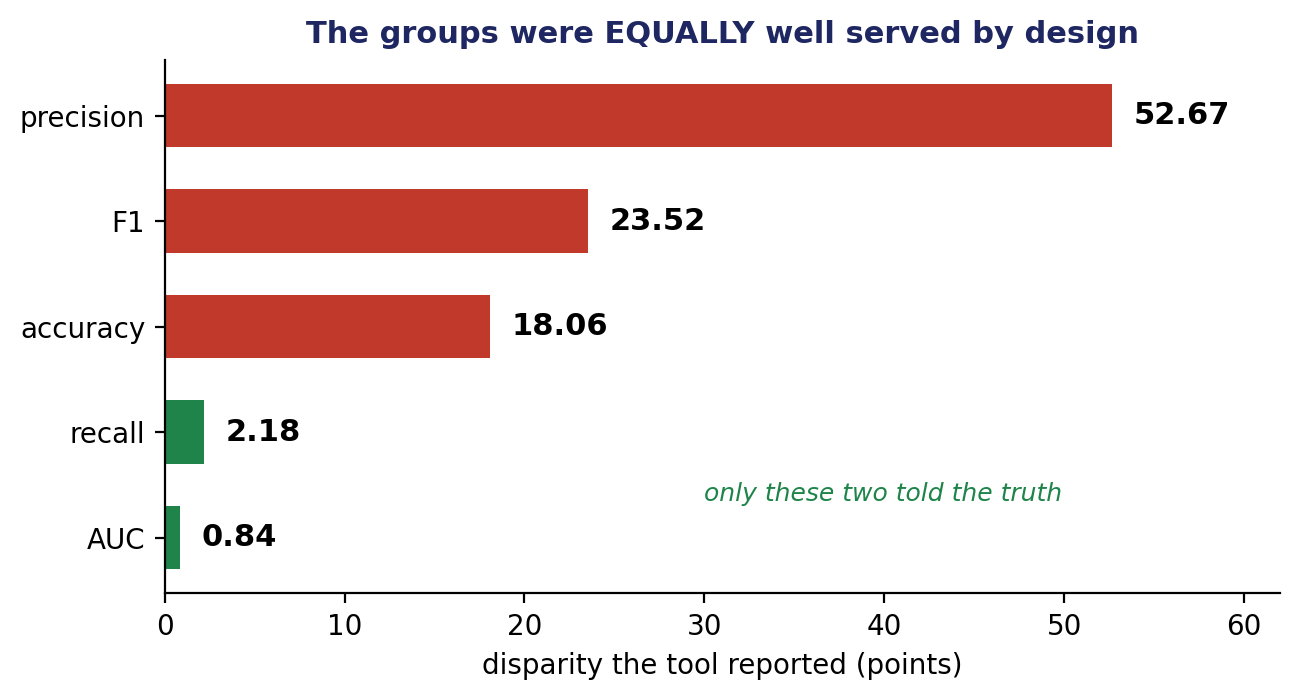 The groups were EQUALLY well served by design
precision
52.67
F1
23.52
accuracy
18.06
recall
2.18
only these two told the truth
AUC
0.84
0 10 20 30 40 50 60
disparity the tool reported (points)